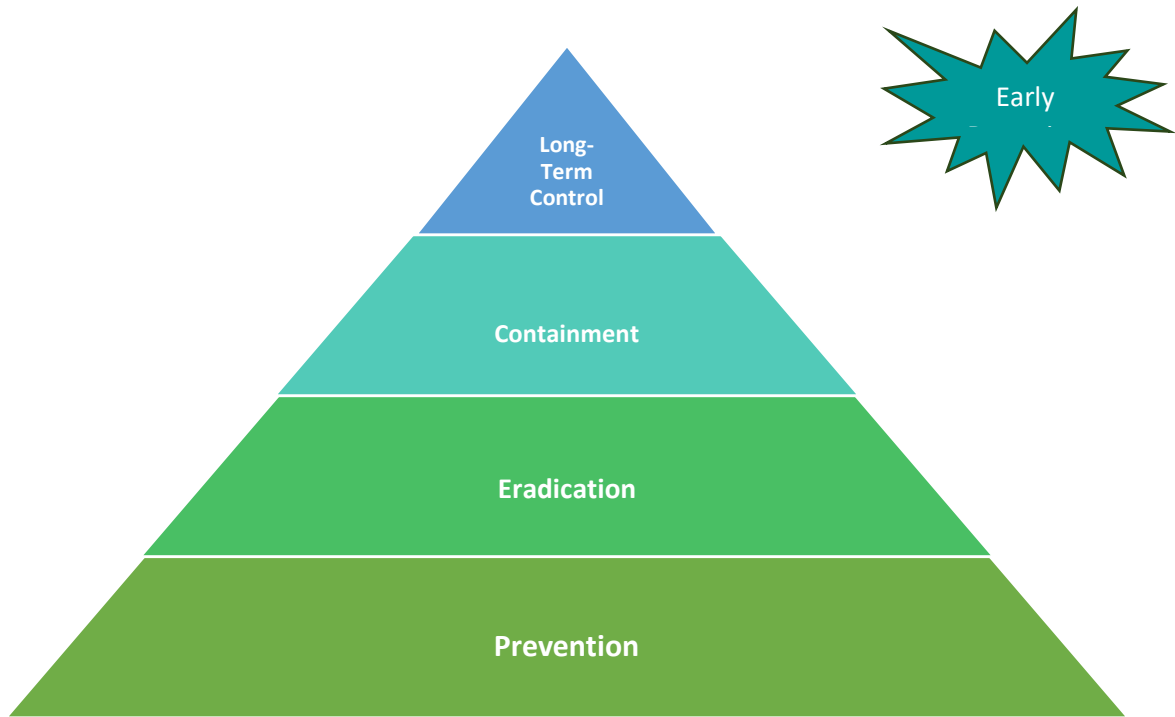 Early
Long-
Term
Control
Containment
Eradication
Prevention